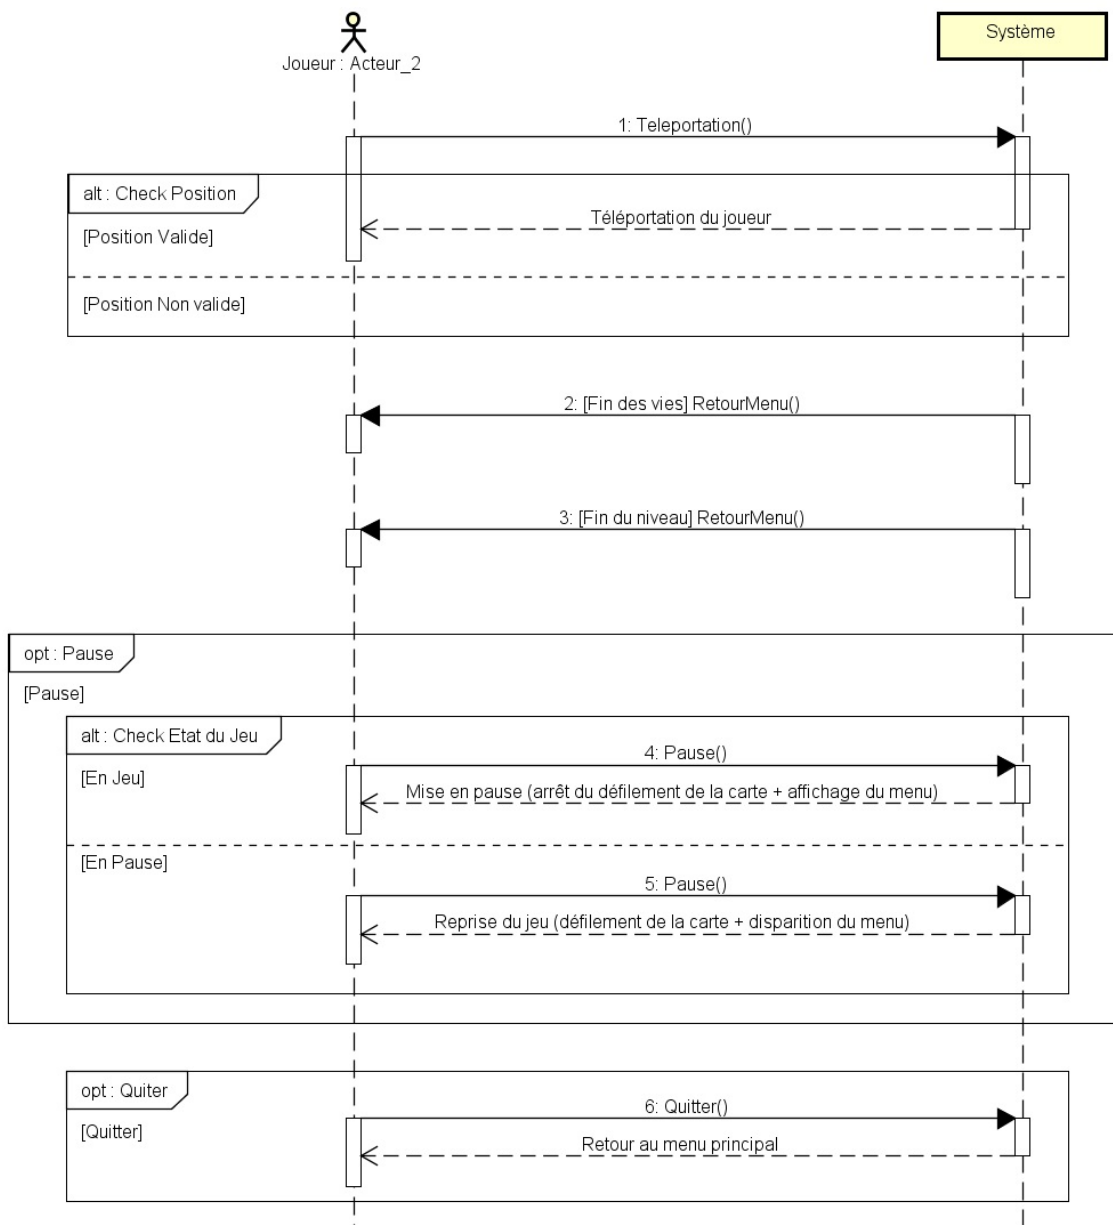 Système
Joueur : Acteur_2
1: Teleportation()
alt : Check Position
Téléportation du joueur
[Position Valide]
[Position Non valide]
2: [Fin des vies] RetourMenu()
3: [Fin du niveau] RetourMenu()
opt : Pause
[Pause]
alt : Check Etat du Jeu
4: Pause()
[En Jeu]
Mise en pause (arrêt du défilement de la carte + affichage du menu)
[En Pause]
5: Pause()
Reprise du jeu (défilement de la carte + disparition du menu)
opt : Quiter
6: Quitter()
[Quitter]
Retour au menu principal